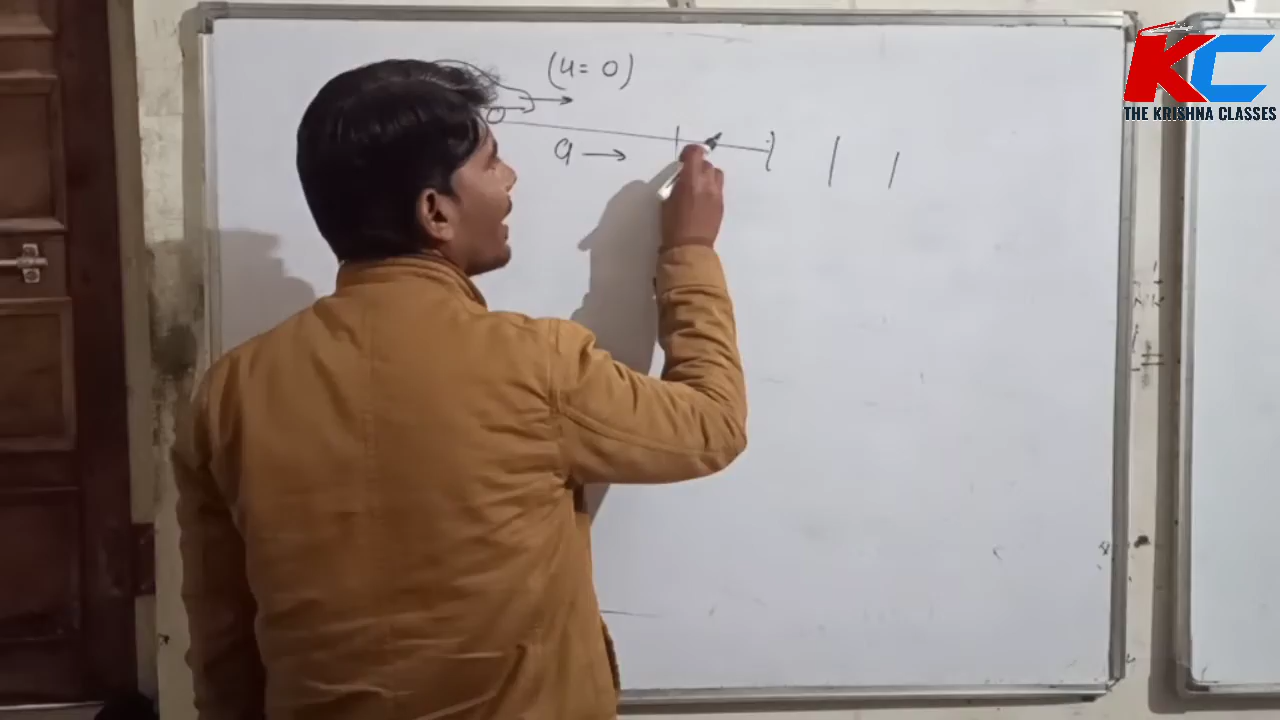 (u = 0)
a →
KC
THE KRISHNA CLASSES